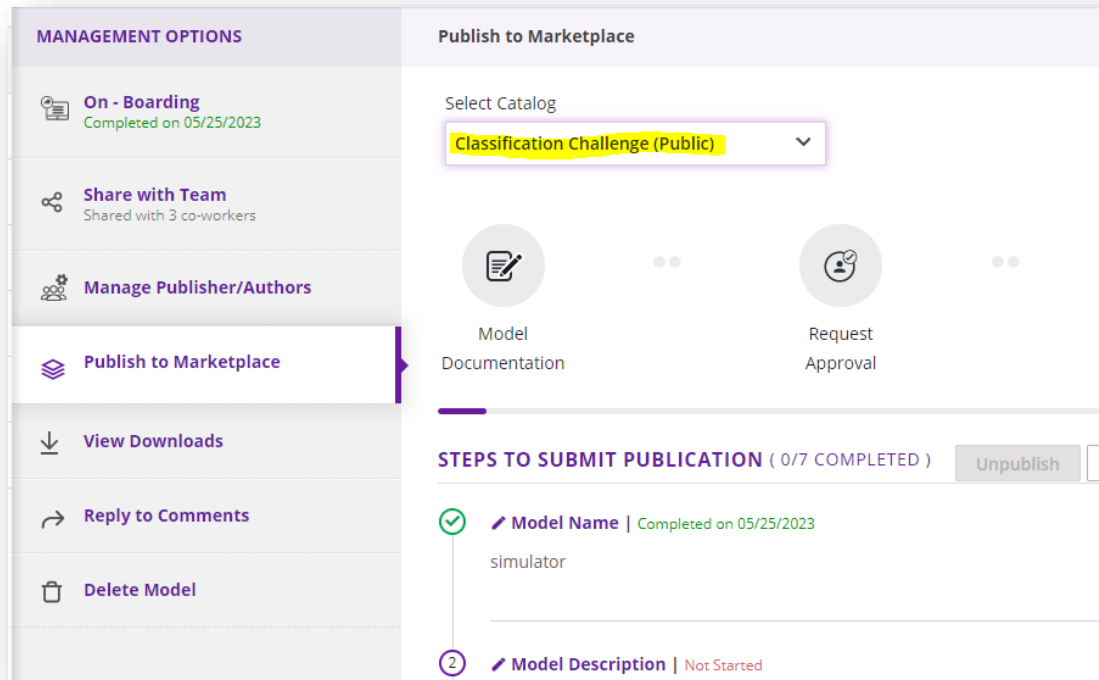 MANAGEMENT OPTIONS
On - Boarding
Completed on 05/25/2023
Share with Team
Shared with 3 co-workers
Manage Publisher/Authors
Publish to Marketplace
View Downloads
Reply to Comments
Delete Model
Publish to Marketplace
Select Catalog
Classification Challenge (Public)
Model
Documentation
Request
Approval
STEPS TO SUBMIT PUBLICATION ( 0/7 COMPLETED )
Unpublish
Model Name | Completed on 05/25/2023
simulator
2 Model Description | Not Started